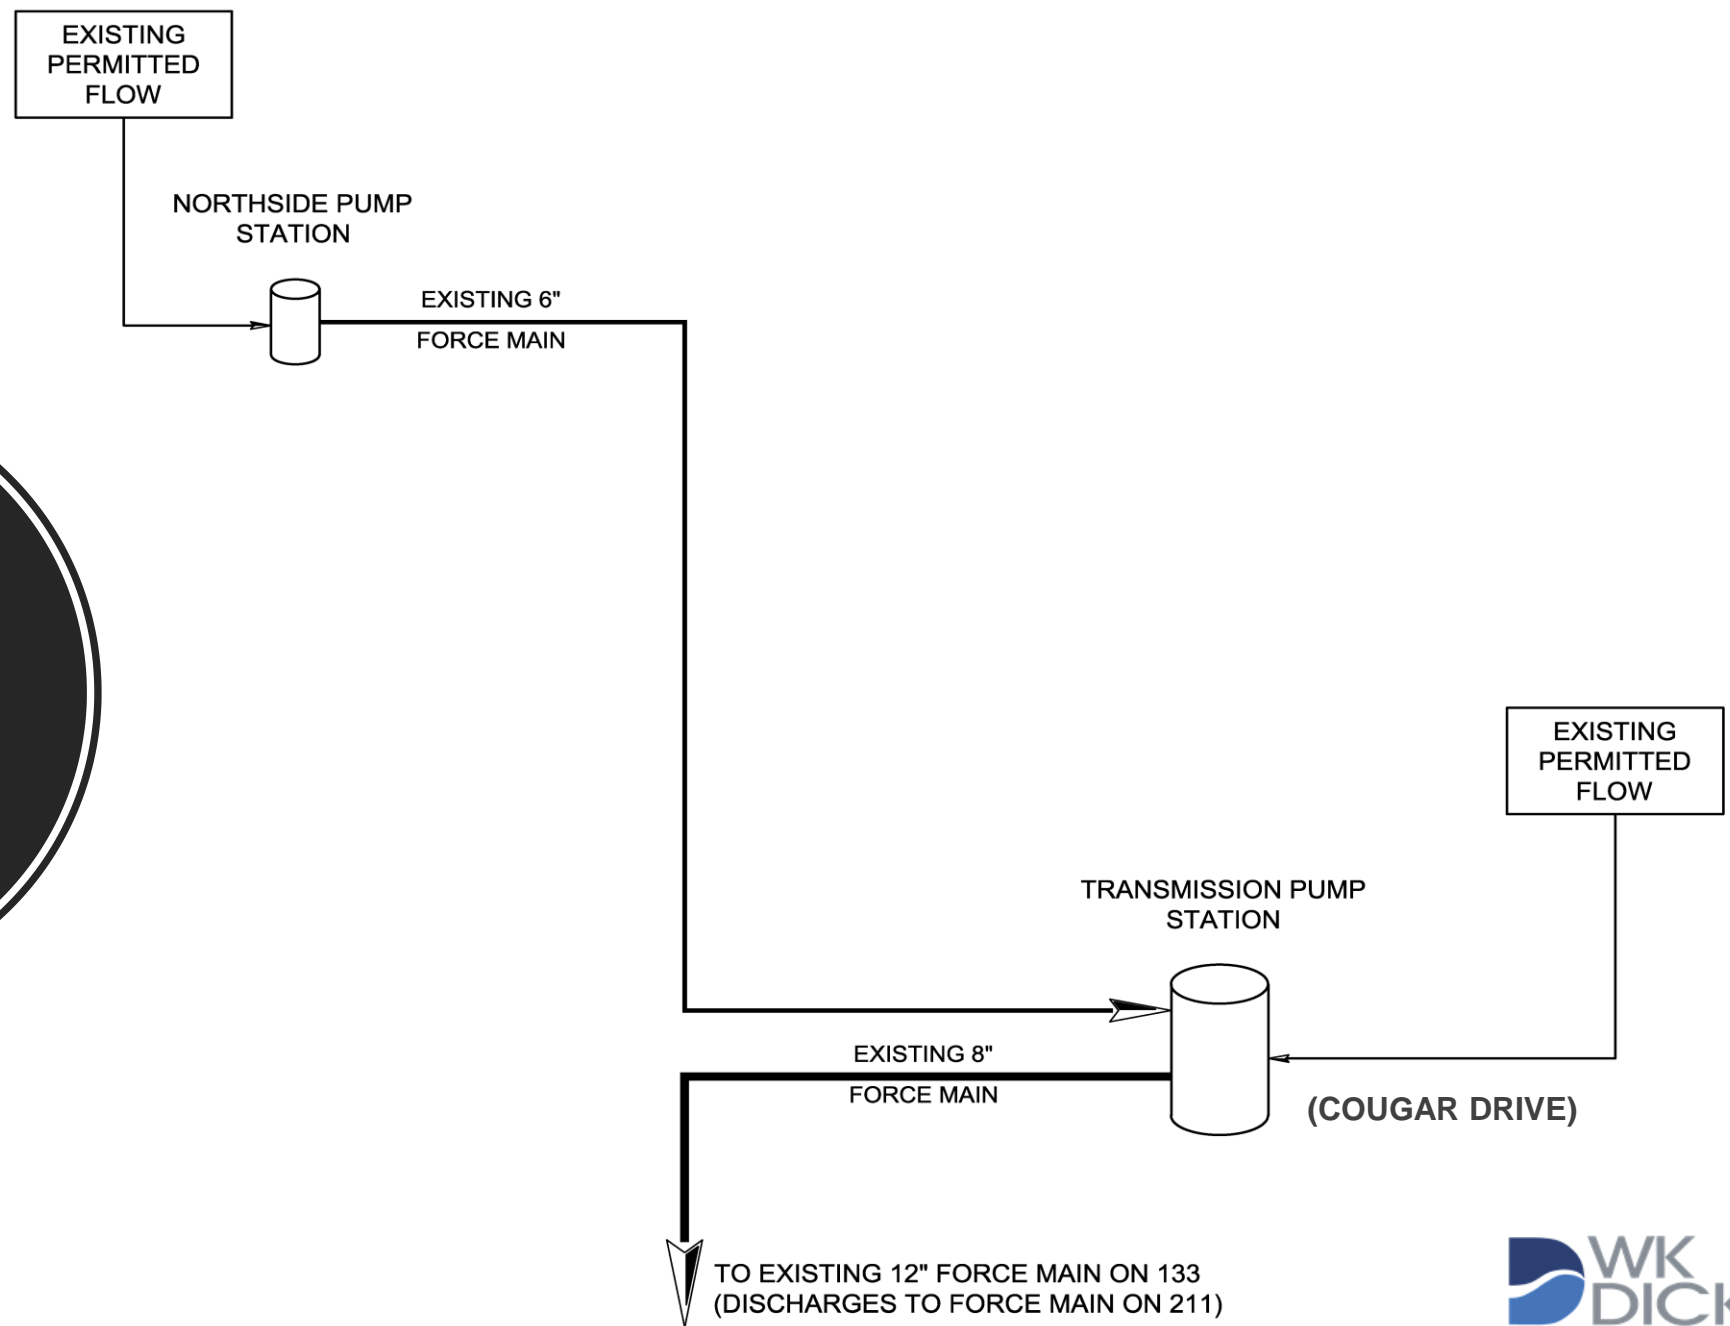 EXISTING
PERMITTED
FLOW
NORTHSIDE PUMP
STATION
EXISTING 6"
FORCE MAIN
EXISTING
PERMITTED
FLOW
TRANSMISSION PUMP
STATION
EXISTING 8"
FORCE MAIN
(COUGAR DRIVE)
TO EXISTING 12" FORCE MAIN ON 133
(DISCHARGES TO FORCE MAIN ON 211)
WK
DICK